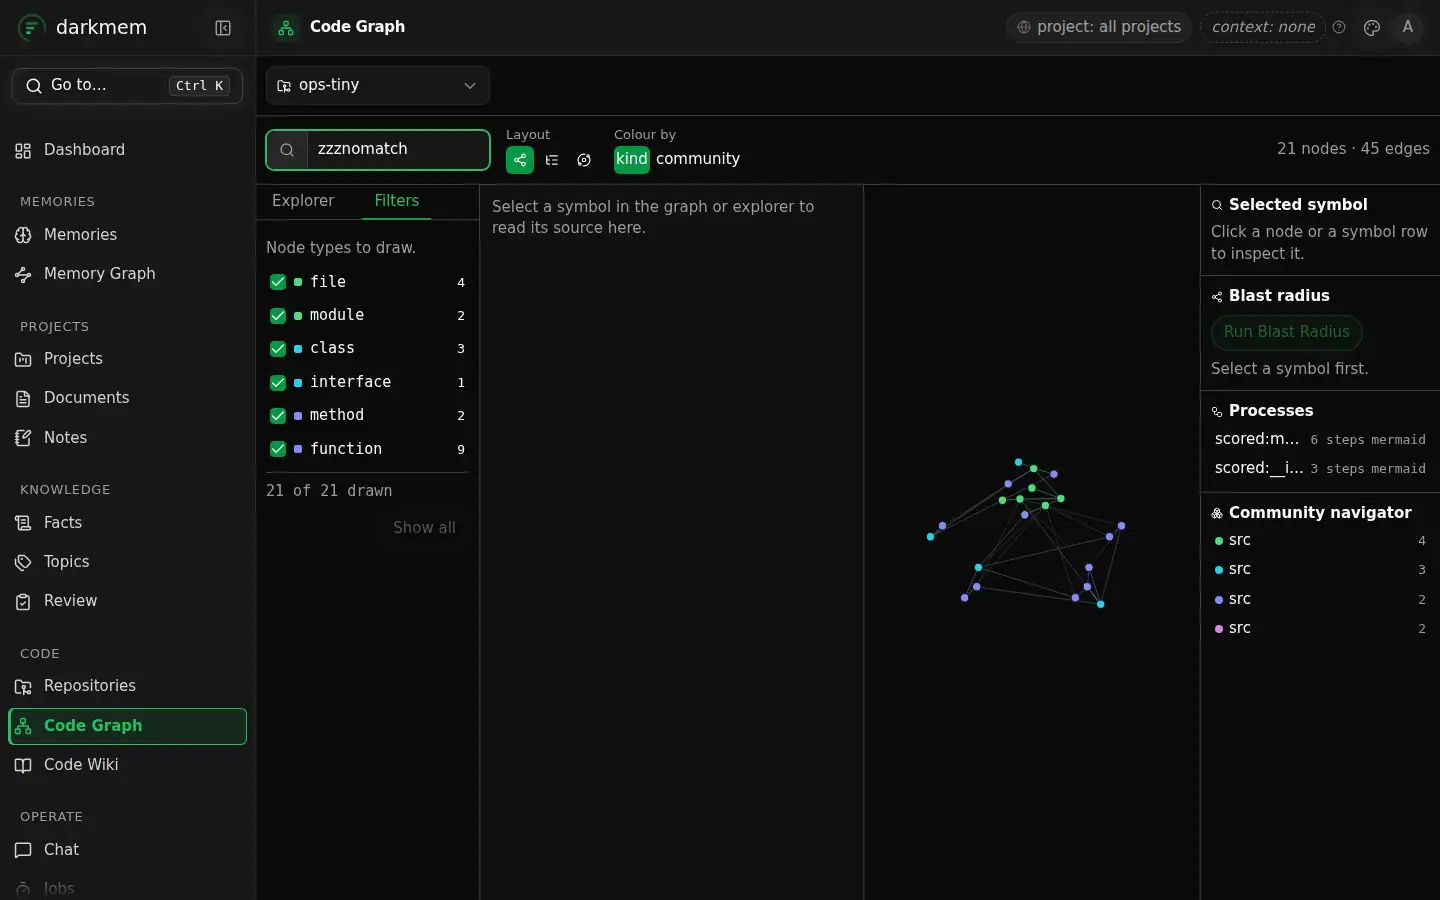 darkmem
Code Graph
project: all projects
context: none
A
Go to...
Ctrl K
ops-tiny
Dashboard
MEMORIES
Memories
Memory Graph
PROJECTS
Projects
Documents
Notes
KNOWLEDGE
Facts
Topics
Review
CODE
Repositories
Code Graph
Code Wiki
OPERATE
Chat
Jobs
zzznomatch
Layout
Colour by
kind
community
21 nodes · 45 edges
Explorer
Filters
Node types to draw.
file 4
module 2
class 3
interface 1
method 2
function 9
21 of 21 drawn
Show all
Select a symbol in the graph or explorer to
read its source here.
Selected symbol
Click a node or a symbol row
to inspect it.
Blast radius
Run Blast Radius
Select a symbol first.
Processes
scored:m... 6 steps mermaid
scored:__i... 3 steps mermaid
Community navigator
src 4
src 3
src 2
src 2